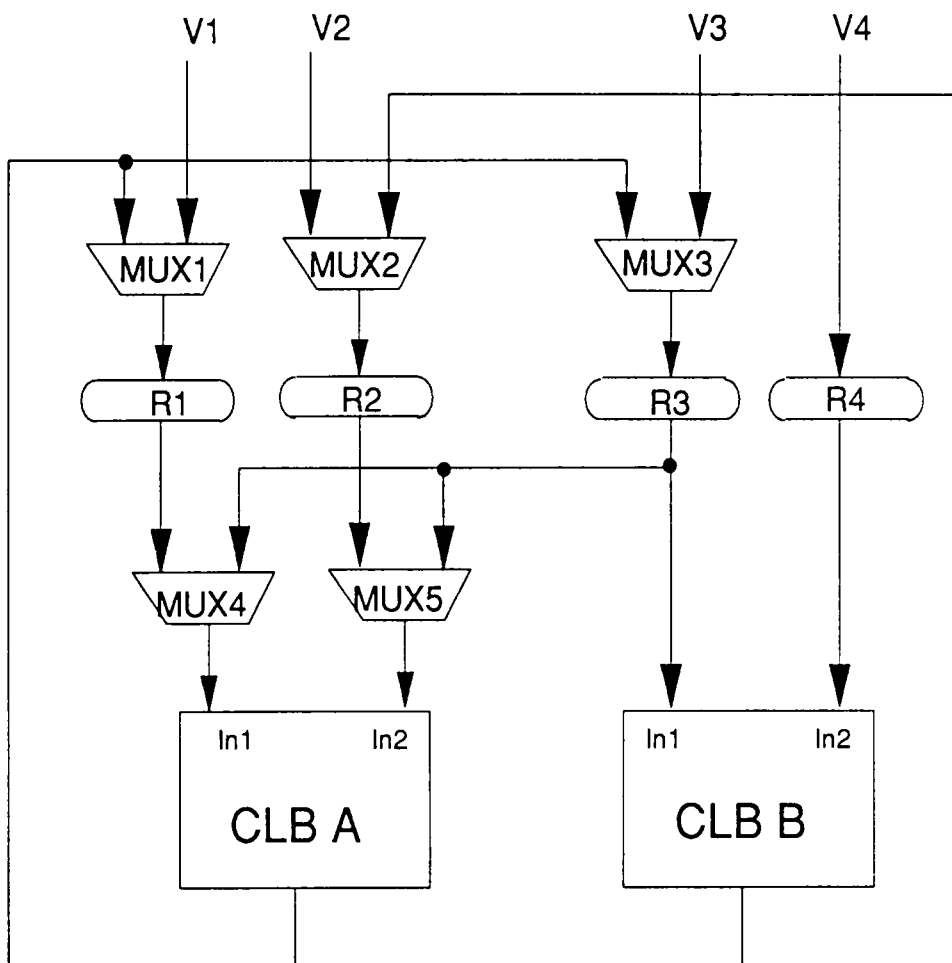 V1 V2 V3 V4
MUX1 MUX2 MUX3
R1 R2 R3 R4
MUX4 MUX5
In1 In2 In1 In2
CLB A CLB B